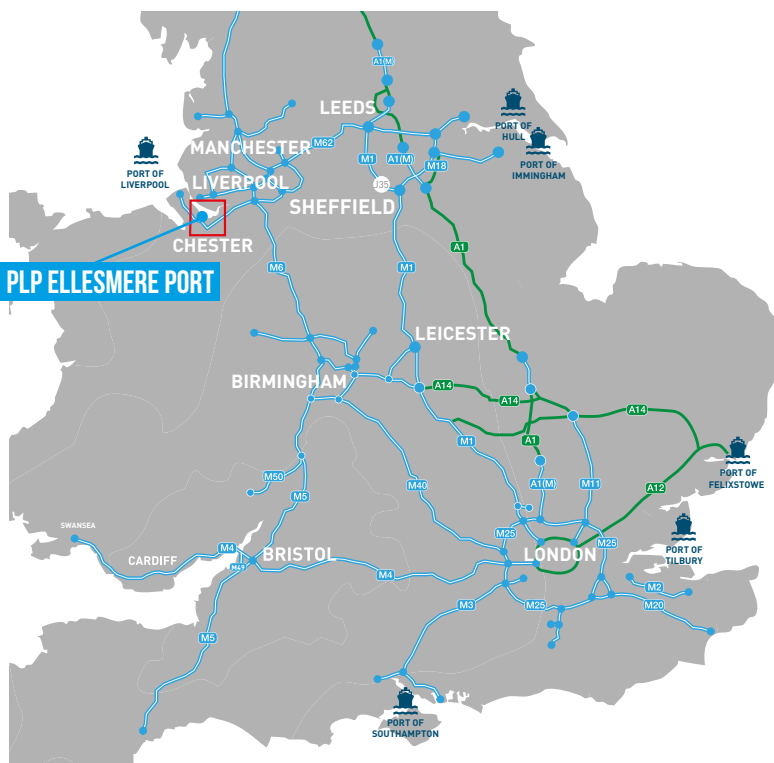 A1(M)
LEEDS
PORT OF
HULL
MANCHESTER
M62
M1
A1(M)
M18
PORT OF
IMMINGHAM
PORT OF
LIVERPOOL
LIVERPOOL
J35
SHEFFIELD
CHESTER
A1
PLP ELLESMERE PORT
M6
M1
LEICESTER
BIRMINGHAM
A14
A14
A14
M1
A1
PORT OF
FELIXSTOWE
M50
M5
M40
A1(M)
M11
A12
SWANSEA
M25
M25
PORT OF
TILBURY
CARDIFF
M4
BRISTOL
LONDON
M49
M4
M2
M3
M25
M20
M5
PORT OF
SOUTHAMPTON